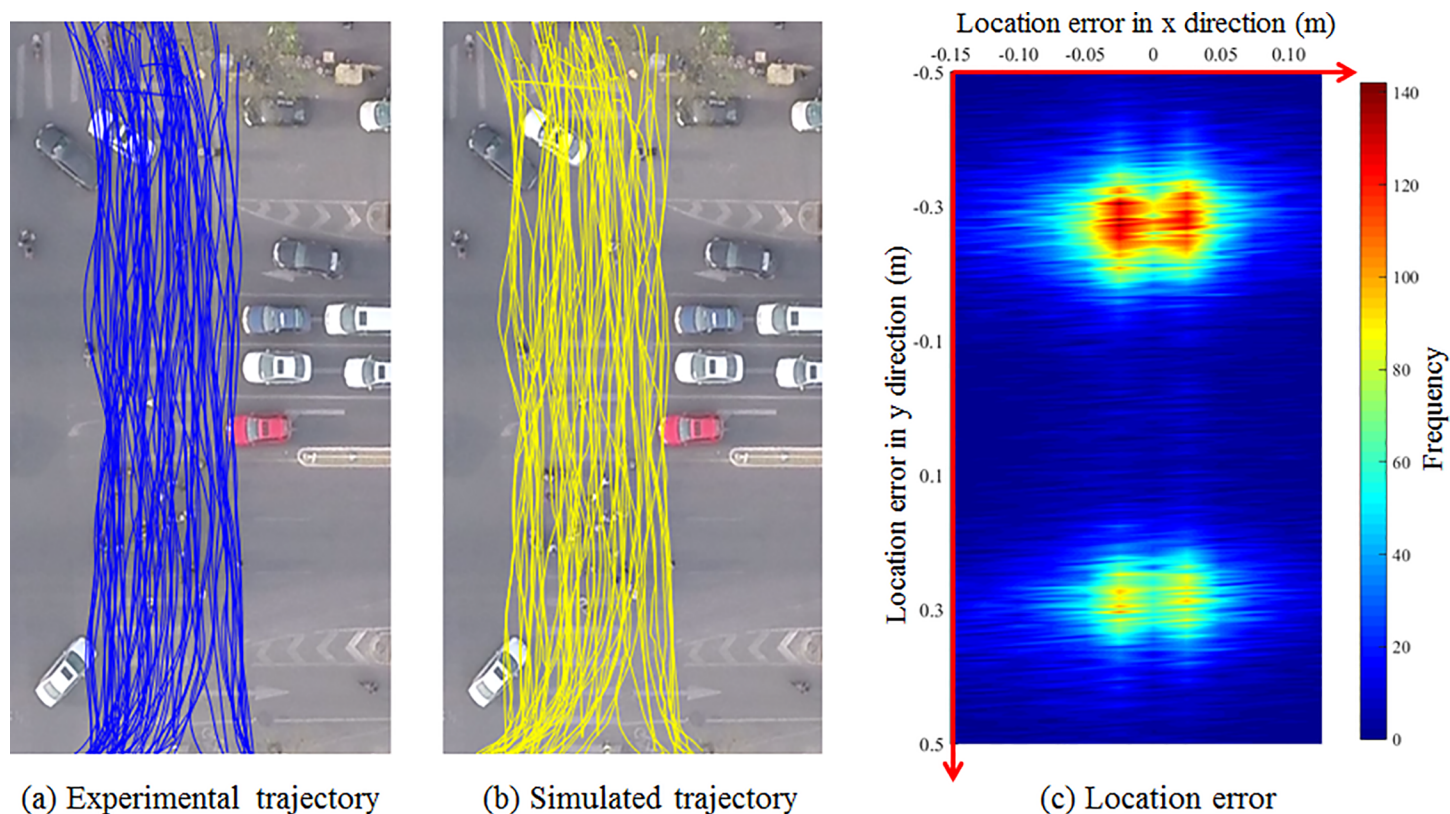 Location error in x direction (m)
-0.15 -0.10 -0.05 0 0.05 0.10
-0.5
-0.3
-0.1
0.1
0.3
0.5
Location error in y direction (m)
140
120
100
80
60
40
20
0
Frequency
(a) Experimental trajectory
(b) Simulated trajectory
(c) Location error